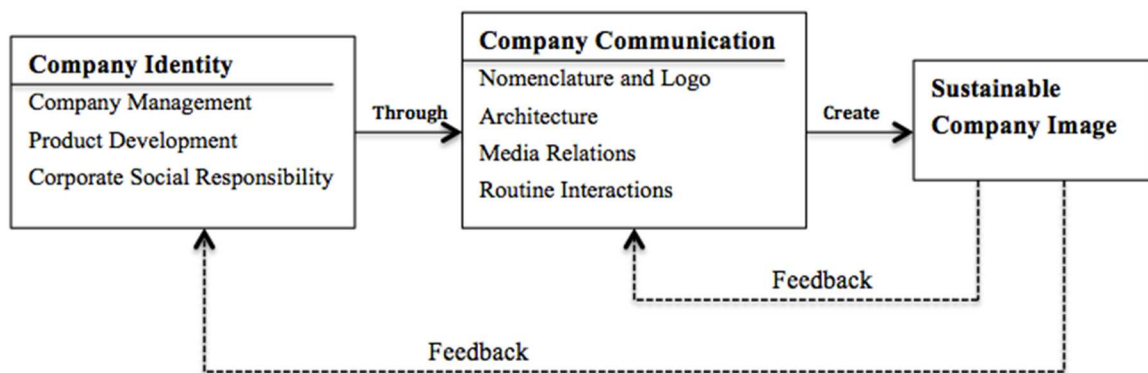 Company Identity
Company Management
Product Development
Corporate Social Responsibility
Through
Company Communication
Nomenclature and Logo
Architecture
Media Relations
Routine Interactions
Create
Sustainable
Company Image
Feedback
Feedback